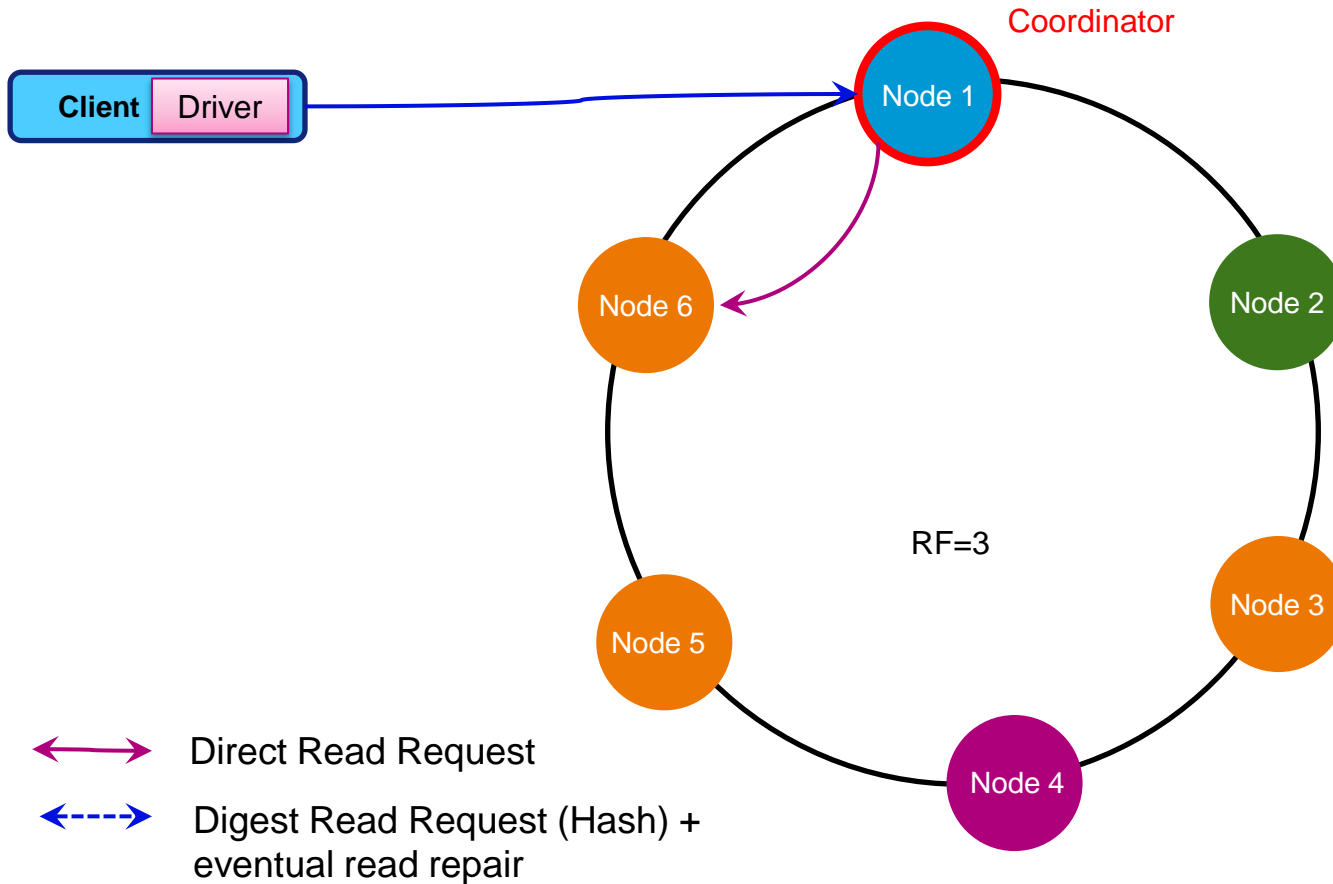 Coordinator
Client
Driver
Node 1
Node 6
Node 2
RF=3
Node 3
Node 5
Node 4
Direct Read Request
Digest Read Request (Hash) +
eventual read repair